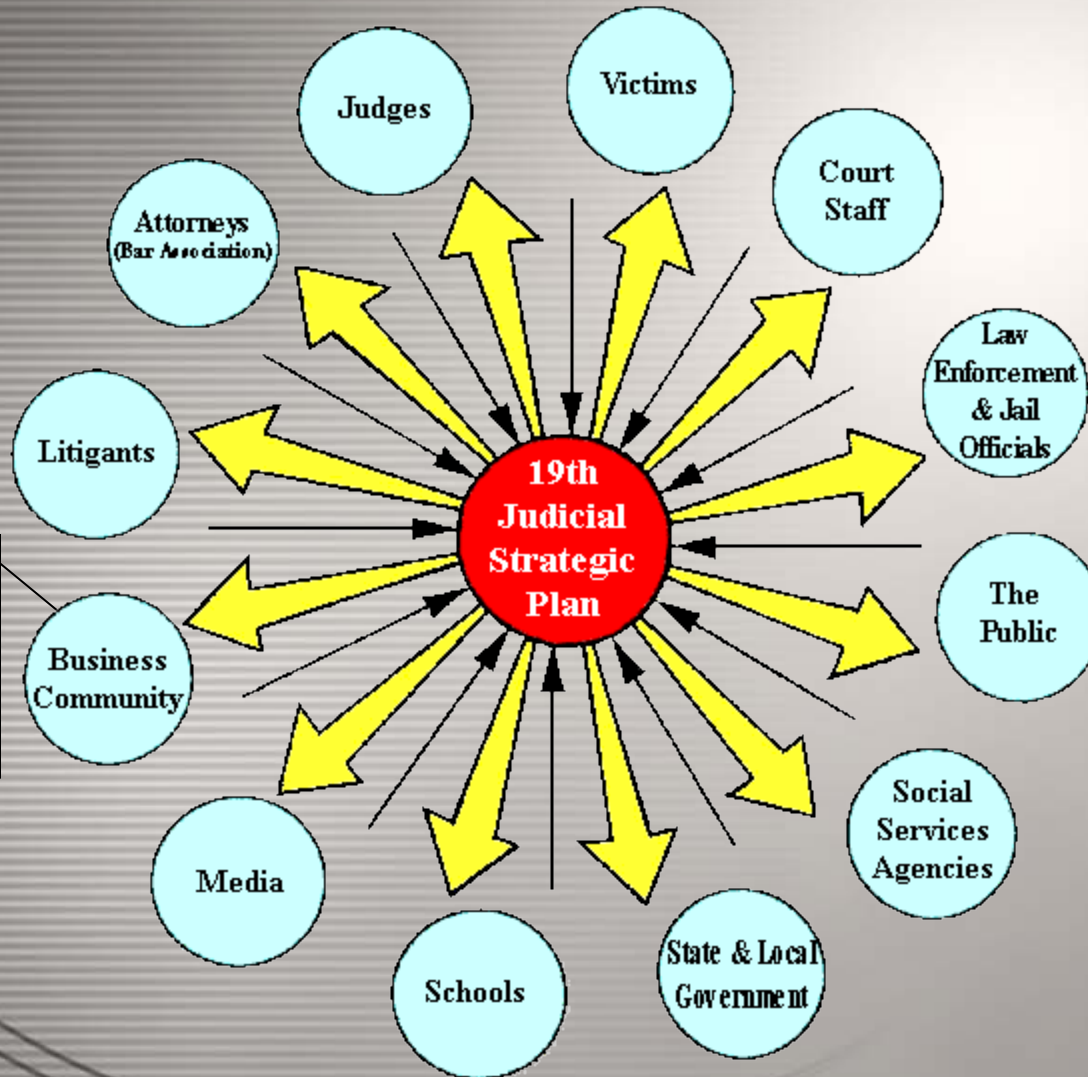 Judges
Victims
Court
Staff
Attorneys
(Bar Association)
Law
Enforcement
& Jail
Officials
Litigants
19th
Judicial
Strategic
Plan
The
Public
Business
Community
Social
Services
Agencies
Media
Schools
State & Local
Government